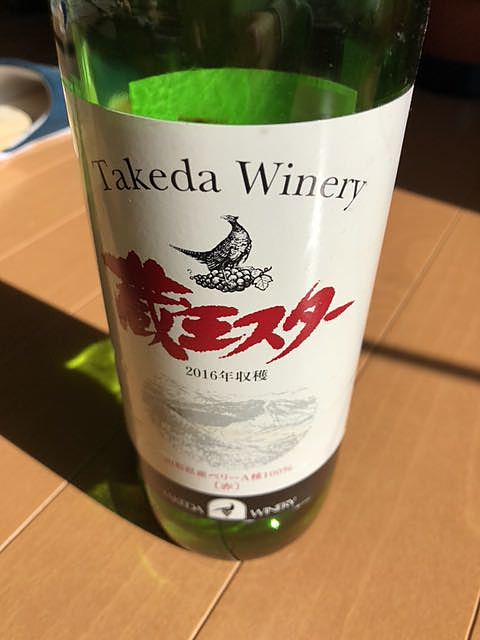 Takeda Winery
蔵王スター
2016年収穫
山形県産ベリーA種100%
(赤)
TAKEDA WINERY